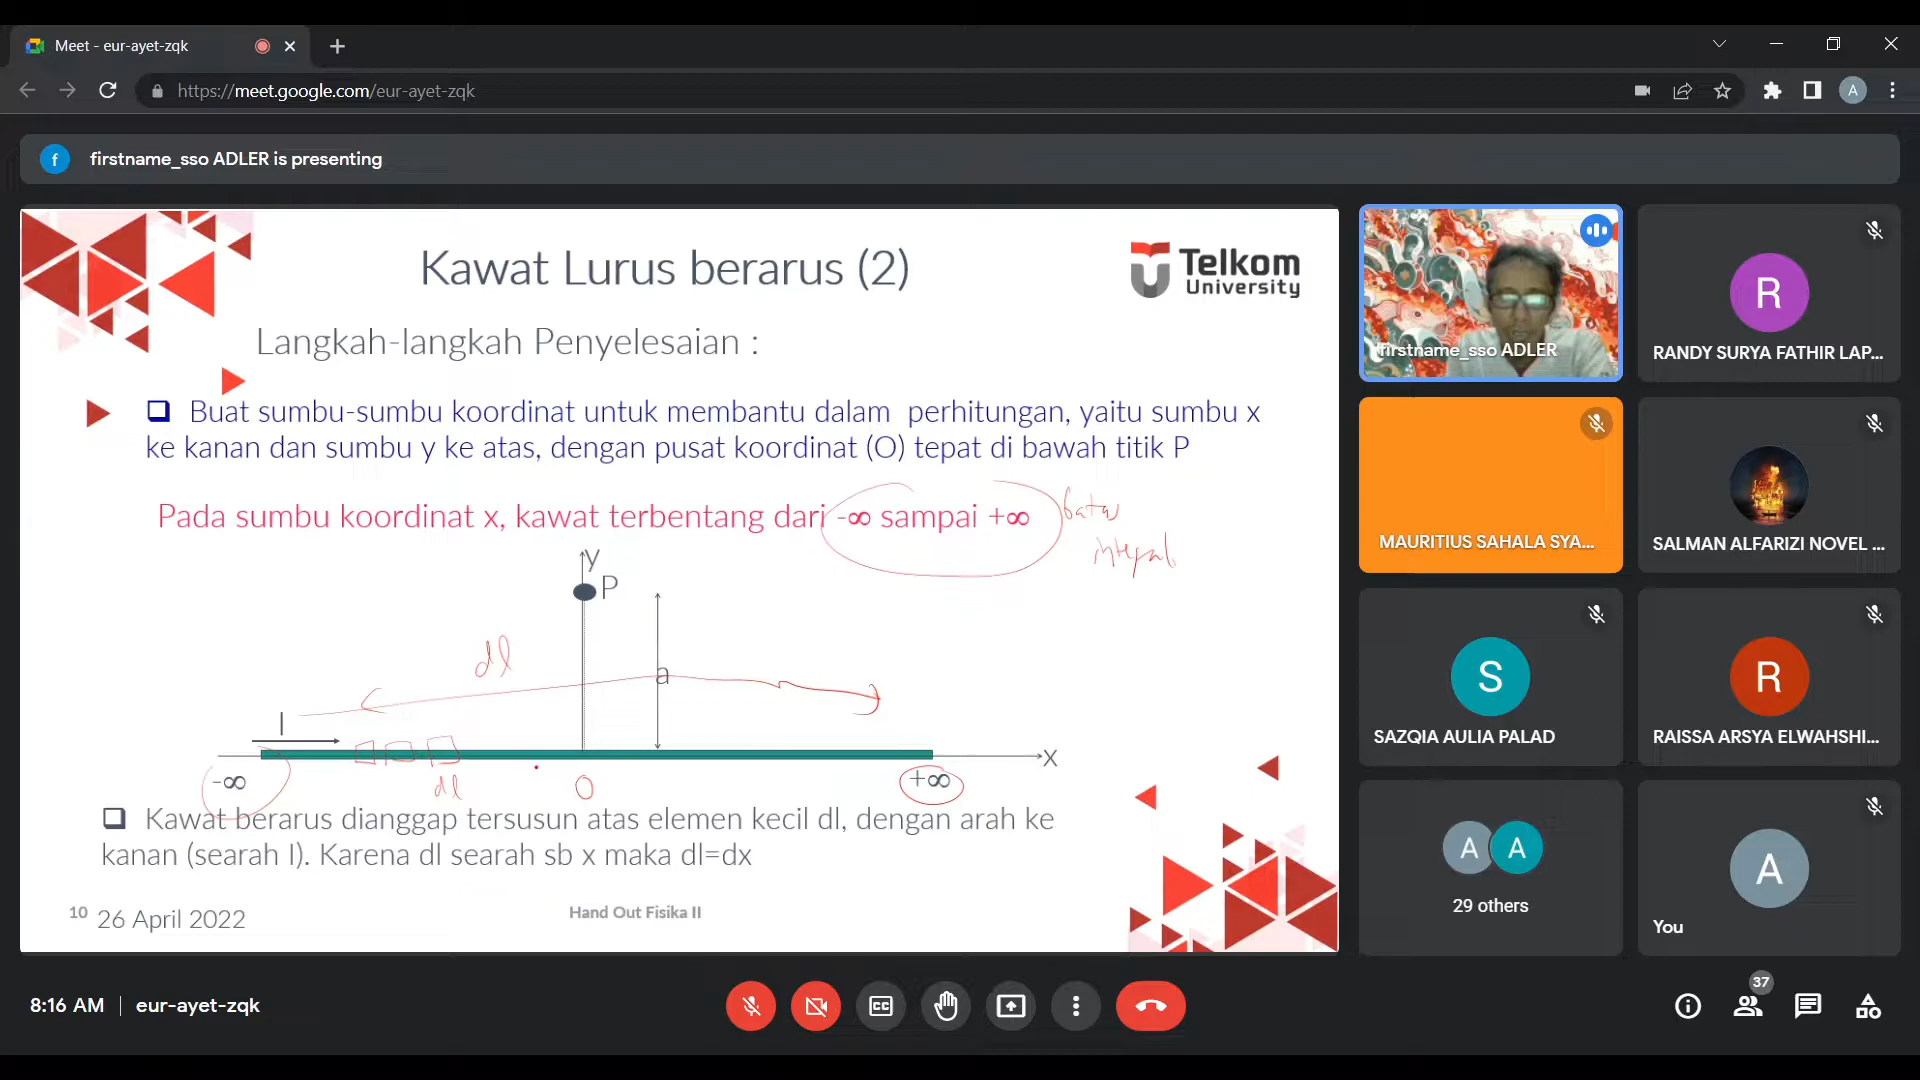 Meet - eur-ayet-zqk
https://meet.google.com/eur-ayet-zqk
A
f
firstname_sso ADLER is presenting
Kawat Lurus berarus (2)
Telkom
University
Langkah-langkah Penyelesaian :
Buat sumbu-sumbu koordinat untuk membantu dalam perhitungan, yaitu sumbu x
ke kanan dan sumbu y ke atas, dengan pusat koordinat (O) tepat di bawah titik P
Pada sumbu koordinat x, kawat terbentang dari -∞ sampai +∞
batas
integral
y
P
dl
a
I
x
-∞
dl
O
+∞
Kawat berarus dianggap tersusun atas elemen kecil dl, dengan arah ke
kanan (searah I). Karena dl searah sb x maka dl=dx
10
26 April 2022
Hand Out Fisika II
firstname_sso ADLER
R
RANDY SURYA FATHIR LAP...
MAURITIUS SAHALA SYA...
SALMAN ALFARIZI NOVEL ...
S
SAZQIA AULIA PALAD
R
RAISSA ARSYA ELWAHSHI...
A
A
29 others
A
You
8:16 AM
eur-ayet-zqk
CC
37